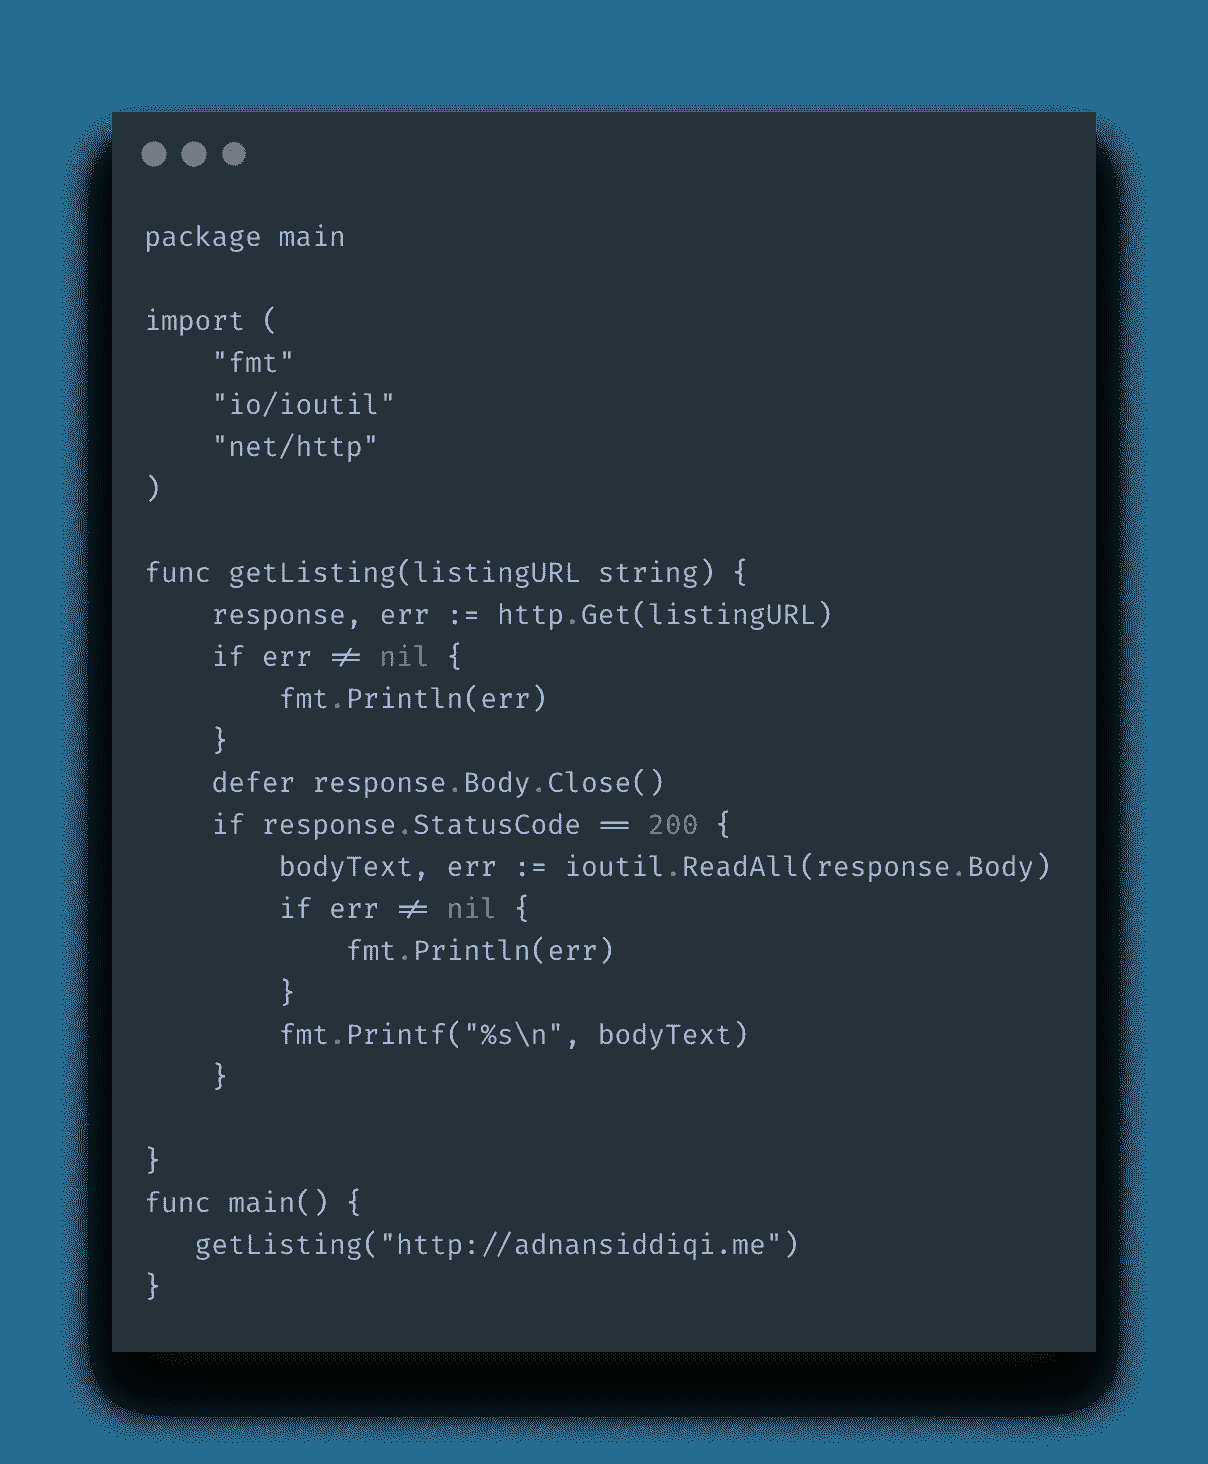 package main
import (
    "fmt"
    "io/ioutil"
    "net/http"
)
func getListing(listingURL string) {
    response, err := http.Get(listingURL)
    if err != nil {
        fmt.Println(err)
    }
    defer response.Body.Close()
    if response.StatusCode == 200 {
        bodyText, err := ioutil.ReadAll(response.Body)
        if err != nil {
            fmt.Println(err)
        }
        fmt.Printf("%s\n", bodyText)
    }
}
func main() {
   getListing("http://adnansiddiqi.me")
}